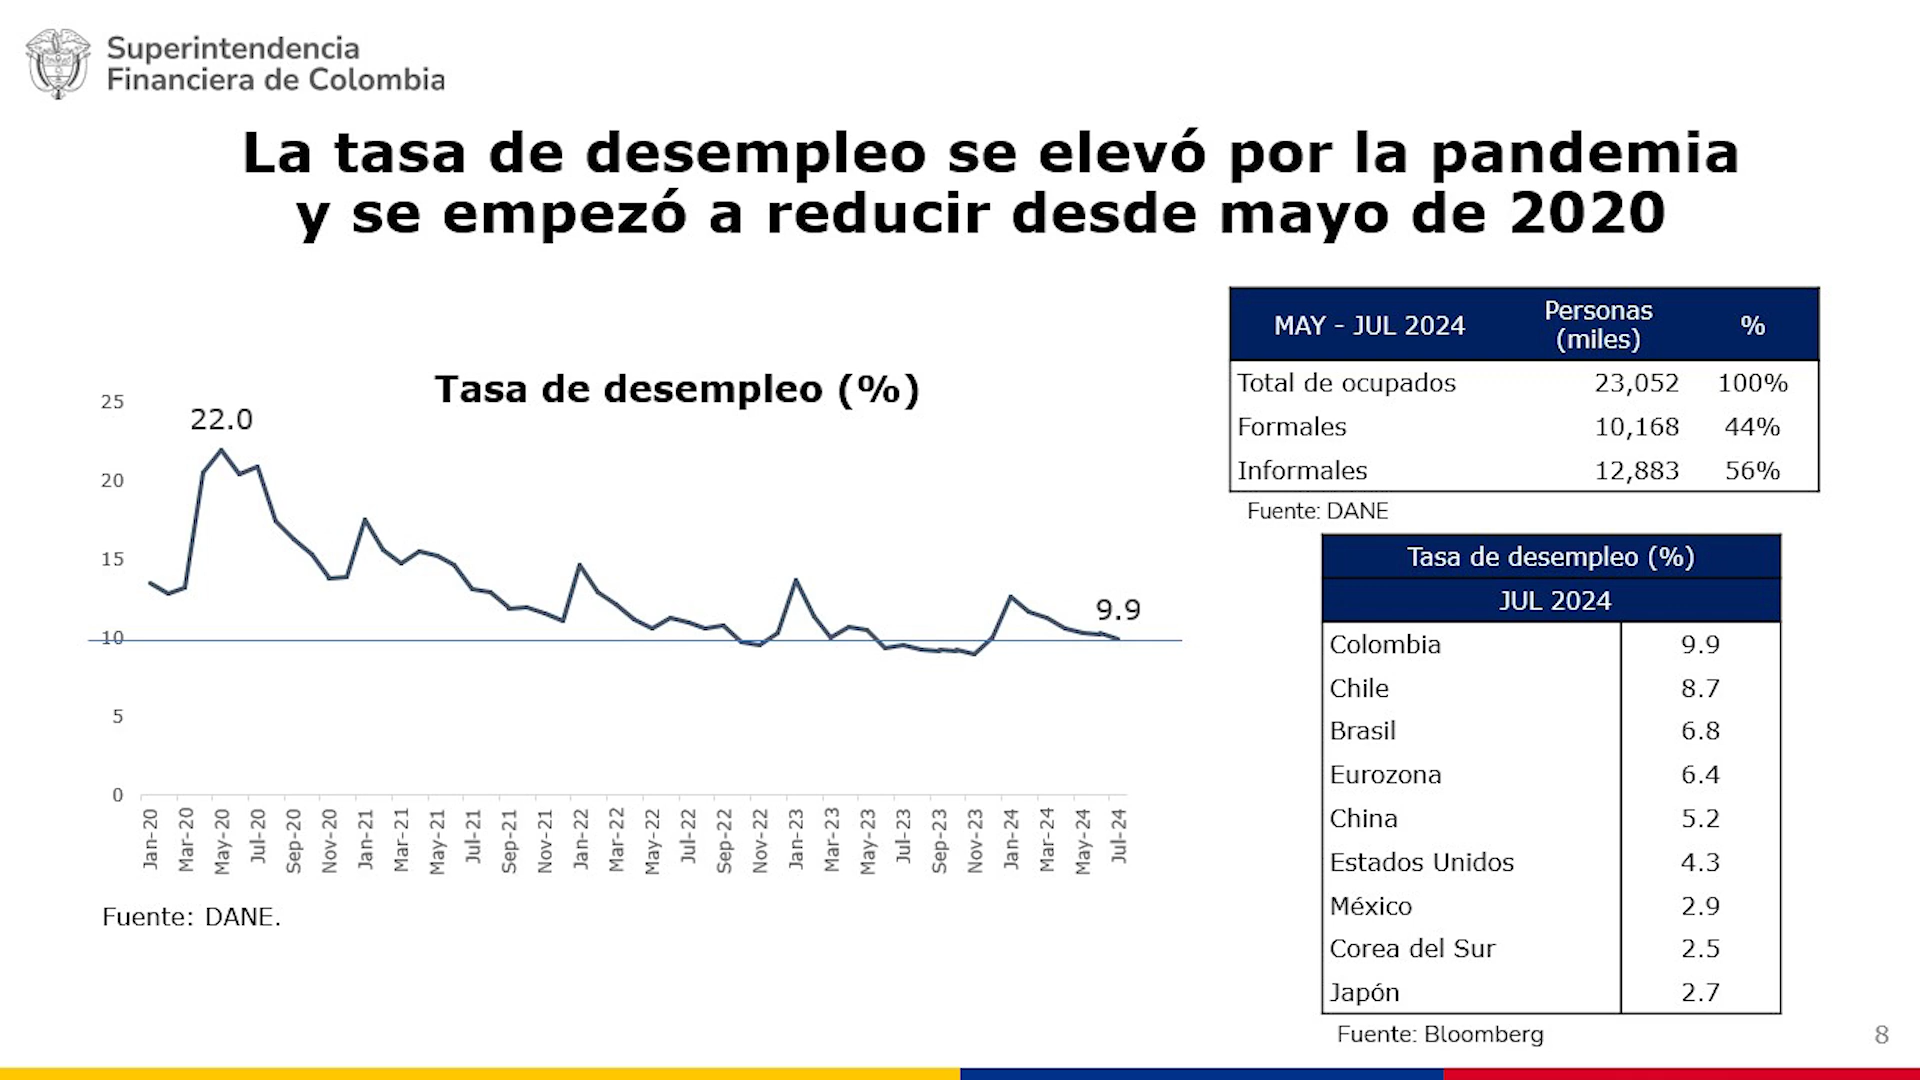 Superintendencia
Financiera de Colombia
La tasa de desempleo se elevó por la pandemia
y se empezó a reducir desde mayo de 2020
Tasa de desempleo (%)
25
20
15
10
5
0
22.0
9.9
Jan-20 Mar-20 May-20 Jul-20 Sep-20 Nov-20 Jan-21 Mar-21 May-21 Jul-21 Sep-21 Nov-21 Jan-22 Mar-22 May-22 Jul-22 Sep-22 Nov-22 Jan-23 Mar-23 May-23 Jul-23 Sep-23 Nov-23 Jan-24 Mar-24 May-24 Jul-24
Fuente: DANE.
MAY - JUL 2024 Personas (miles) %
Total de ocupados 23,052 100%
Formales 10,168 44%
Informales 12,883 56%
Fuente: DANE
Tasa de desempleo (%)
JUL 2024
Colombia 9.9
Chile 8.7
Brasil 6.8
Eurozona 6.4
China 5.2
Estados Unidos 4.3
México 2.9
Corea del Sur 2.5
Japón 2.7
Fuente: Bloomberg
8